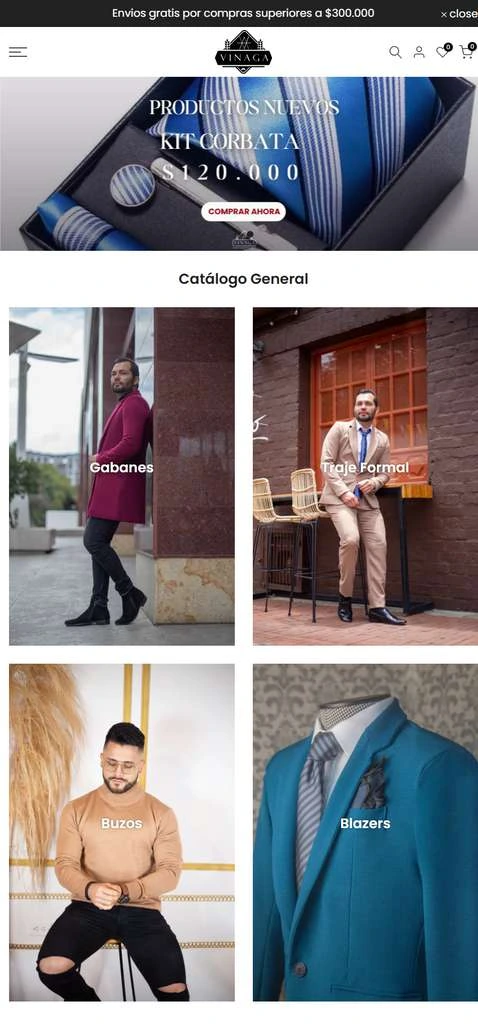 Envios gratis por compras superiores a $300.000
× close
VINAGA
0
0
PRODUCTOS NUEVOS
KIT CORBATA
$120.000
COMPRAR AHORA
VINAGA
Catálogo General
Gabanes
Traje Formal
Buzos
Blazers